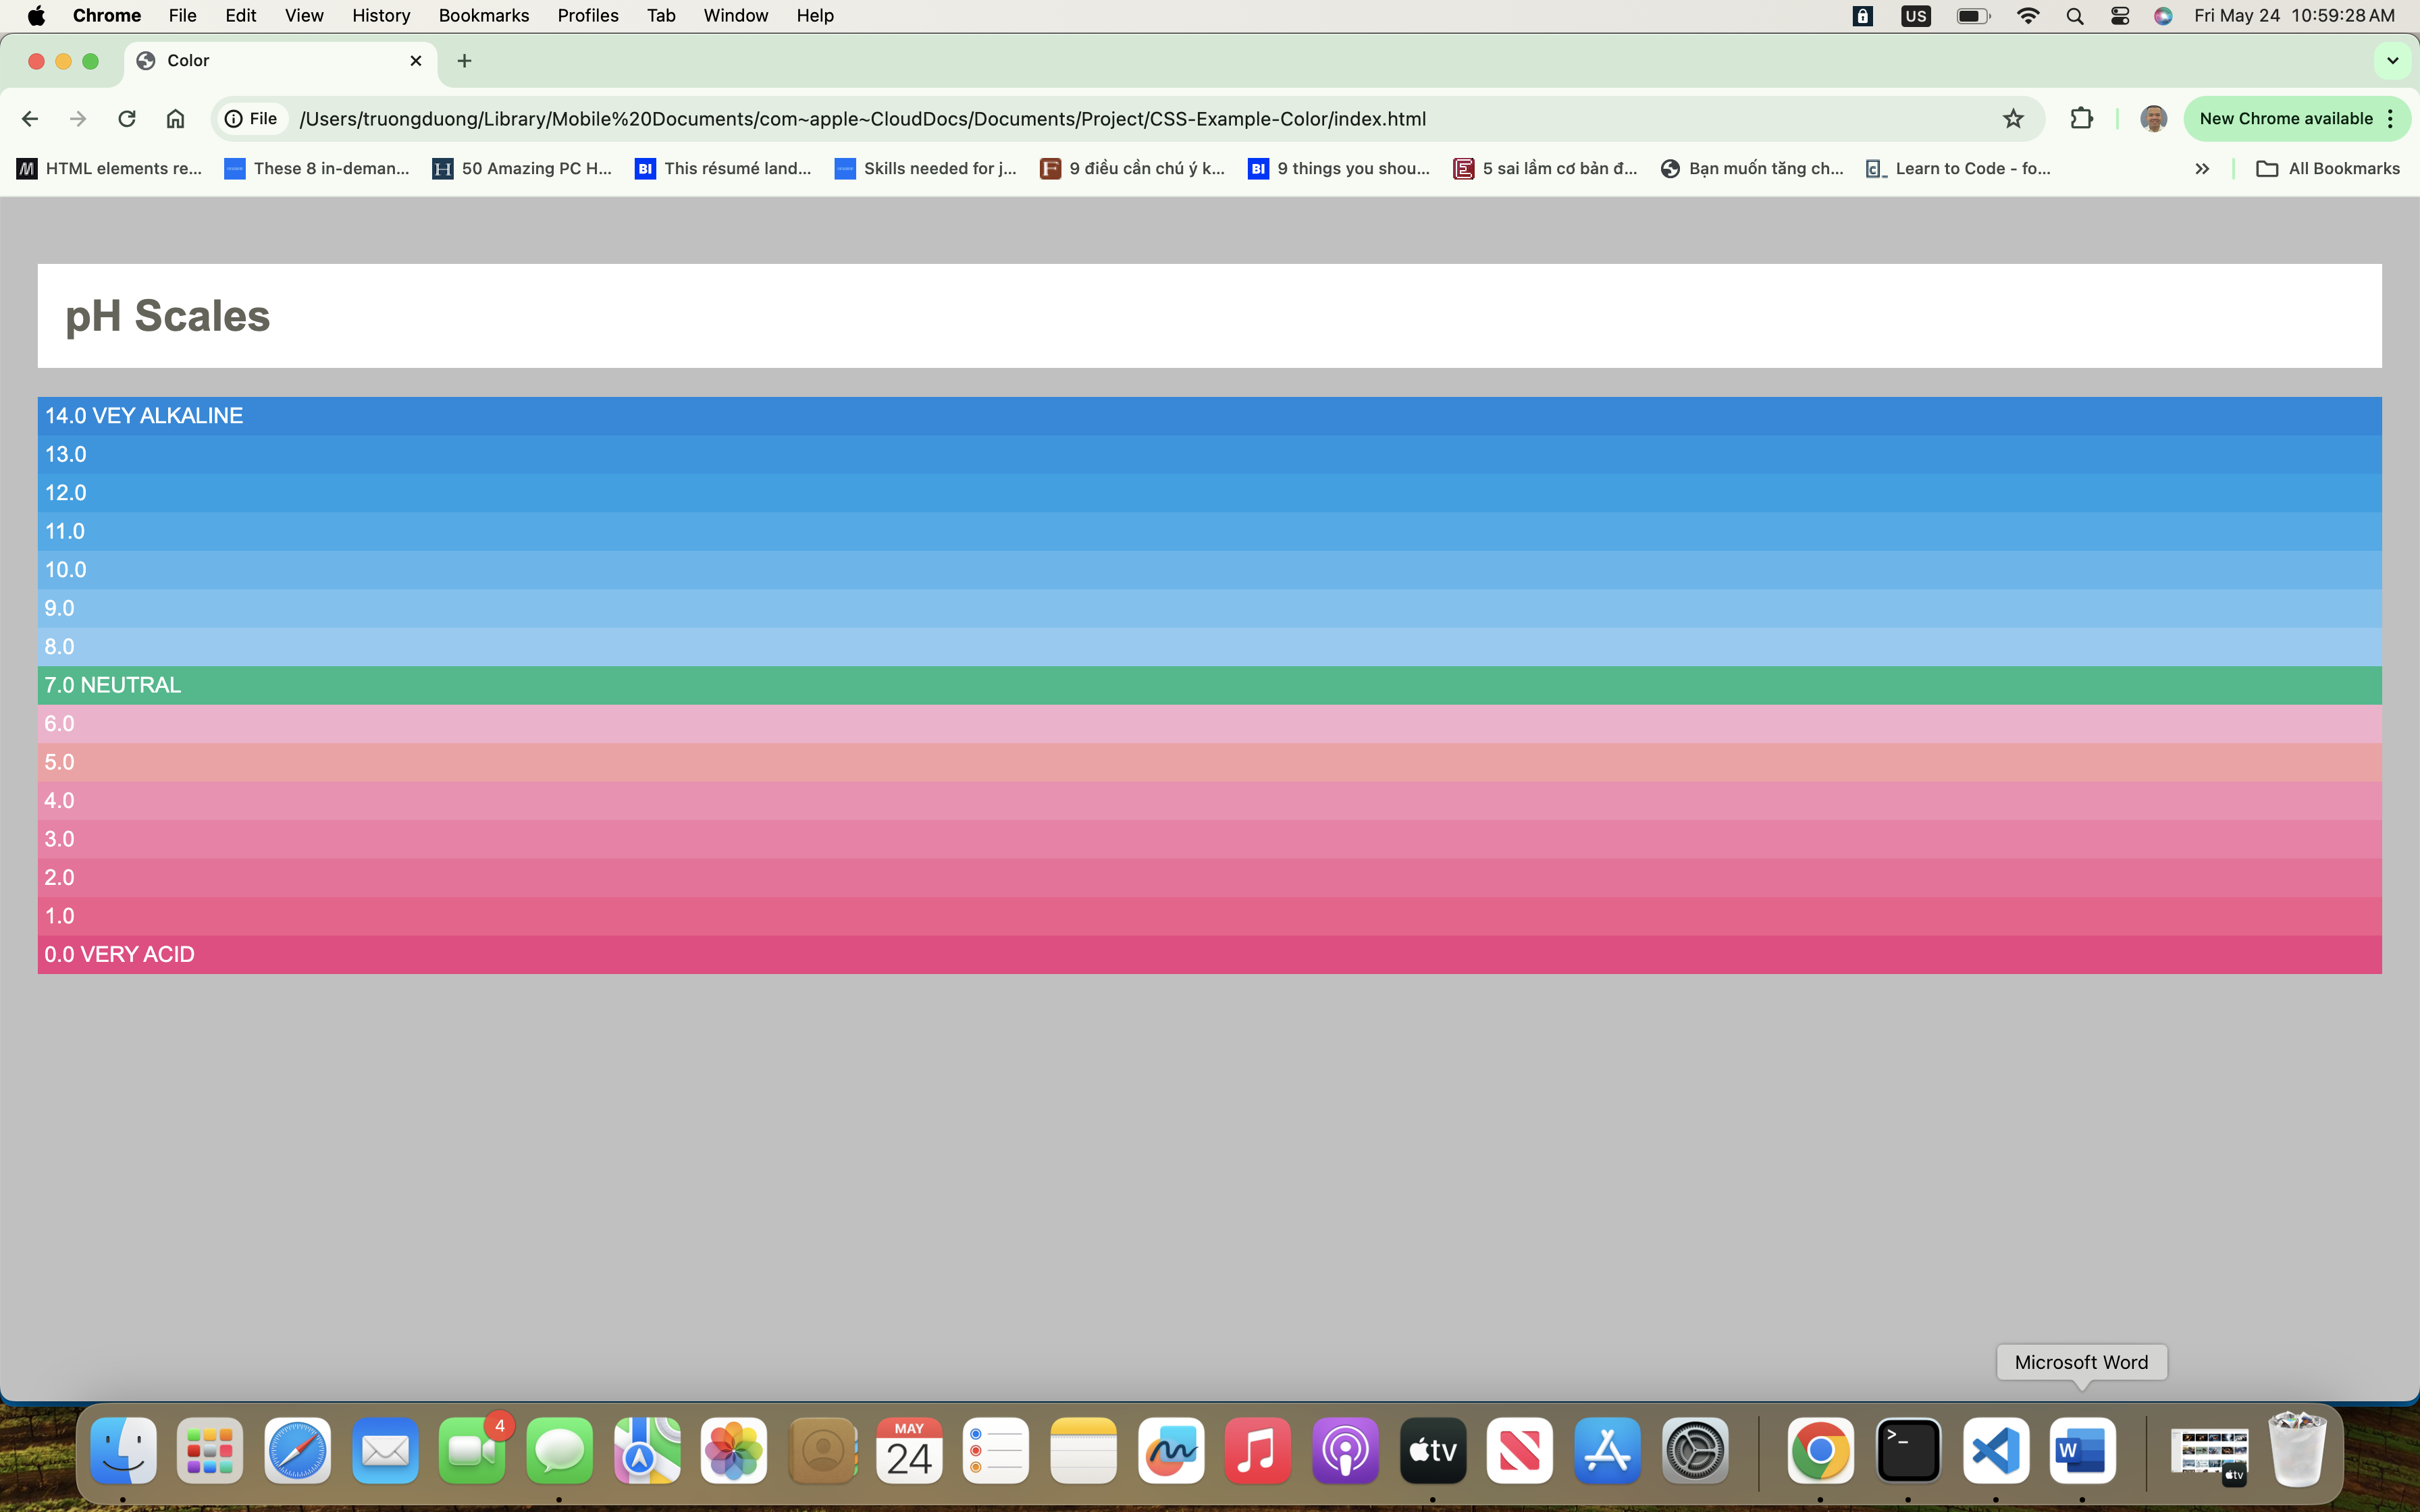 Chrome File Edit View History Bookmarks Profiles Tab Window Help US Fri May 24 10:59:28 AM
Color
File /Users/truongduong/Library/Mobile%20Documents/com~apple~CloudDocs/Documents/Project/CSS-Example-Color/index.html New Chrome available
HTML elements re... These 8 in-deman... H 50 Amazing PC H... BI This résumé land... Skills needed for j... F 9 điều cần chú ý k... BI 9 things you shou... E 5 sai lầm cơ bản đ... Bạn muốn tăng ch... Learn to Code - fo... All Bookmarks
pH Scales
14.0 VEY ALKALINE
13.0
12.0
11.0
10.0
9.0
8.0
7.0 NEUTRAL
6.0
5.0
4.0
3.0
2.0
1.0
0.0 VERY ACID
Microsoft Word
4
MAY
24
tv
W
tv